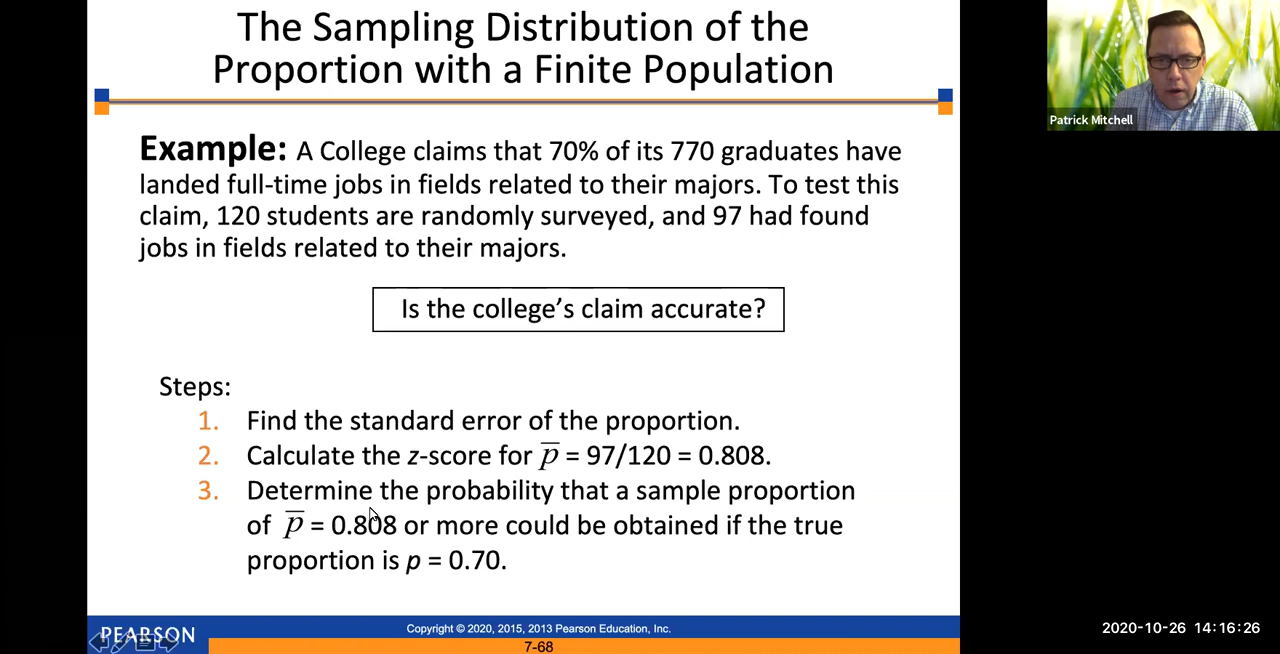 The Sampling Distribution of the
Proportion with a Finite Population
Patrick Mitchell
Example: A College claims that 70% of its 770 graduates have
landed full-time jobs in fields related to their majors. To test this
claim, 120 students are randomly surveyed, and 97 had found
jobs in fields related to their majors.
Is the college’s claim accurate?
Steps:
1. Find the standard error of the proportion.
2. Calculate the z-score for p̅ = 97/120 = 0.808.
3. Determine the probability that a sample proportion
of p̅ = 0.808 or more could be obtained if the true
proportion is p = 0.70.
PEARSON
Copyright © 2020, 2015, 2013 Pearson Education, Inc.
7-68
2020-10-26 14:16:26